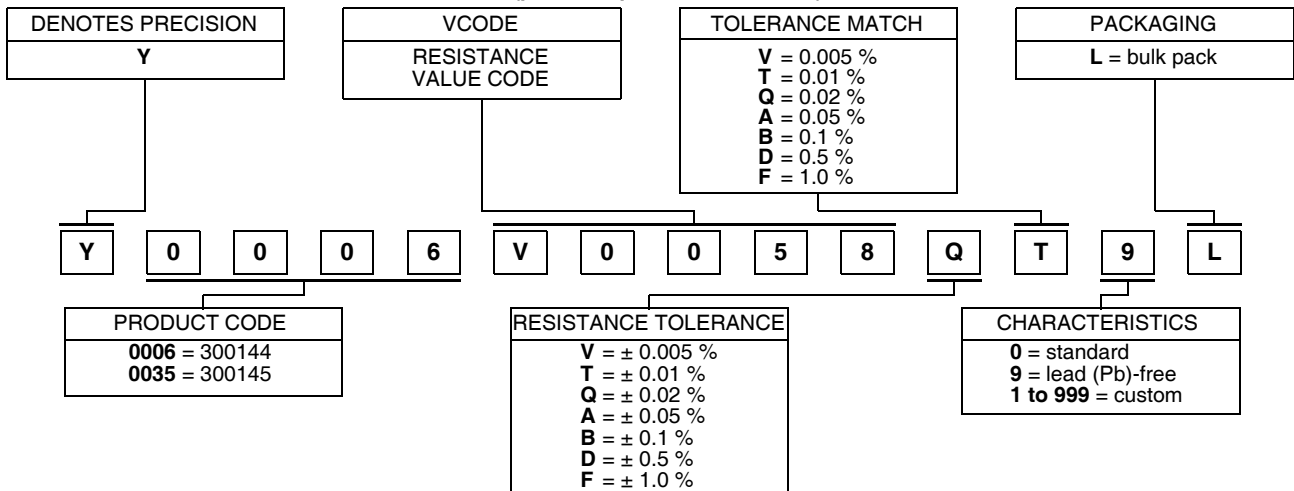 DENOTES PRECISION
Y
VCODE
RESISTANCE
VALUE CODE
TOLERANCE MATCH
V = 0.005 %
T = 0.01 %
Q = 0.02 %
A = 0.05 %
B = 0.1 %
D = 0.5 %
F = 1.0 %
PACKAGING
L = bulk pack
Y 0 0 0 6 V 0 0 5 8 Q T 9 L
PRODUCT CODE
0006 = 300144
0035 = 300145
RESISTANCE TOLERANCE
V = ± 0.005 %
T = ± 0.01 %
Q = ± 0.02 %
A = ± 0.05 %
B = ± 0.1 %
D = ± 0.5 %
F = ± 1.0 %
CHARACTERISTICS
0 = standard
9 = lead (Pb)-free
1 to 999 = custom